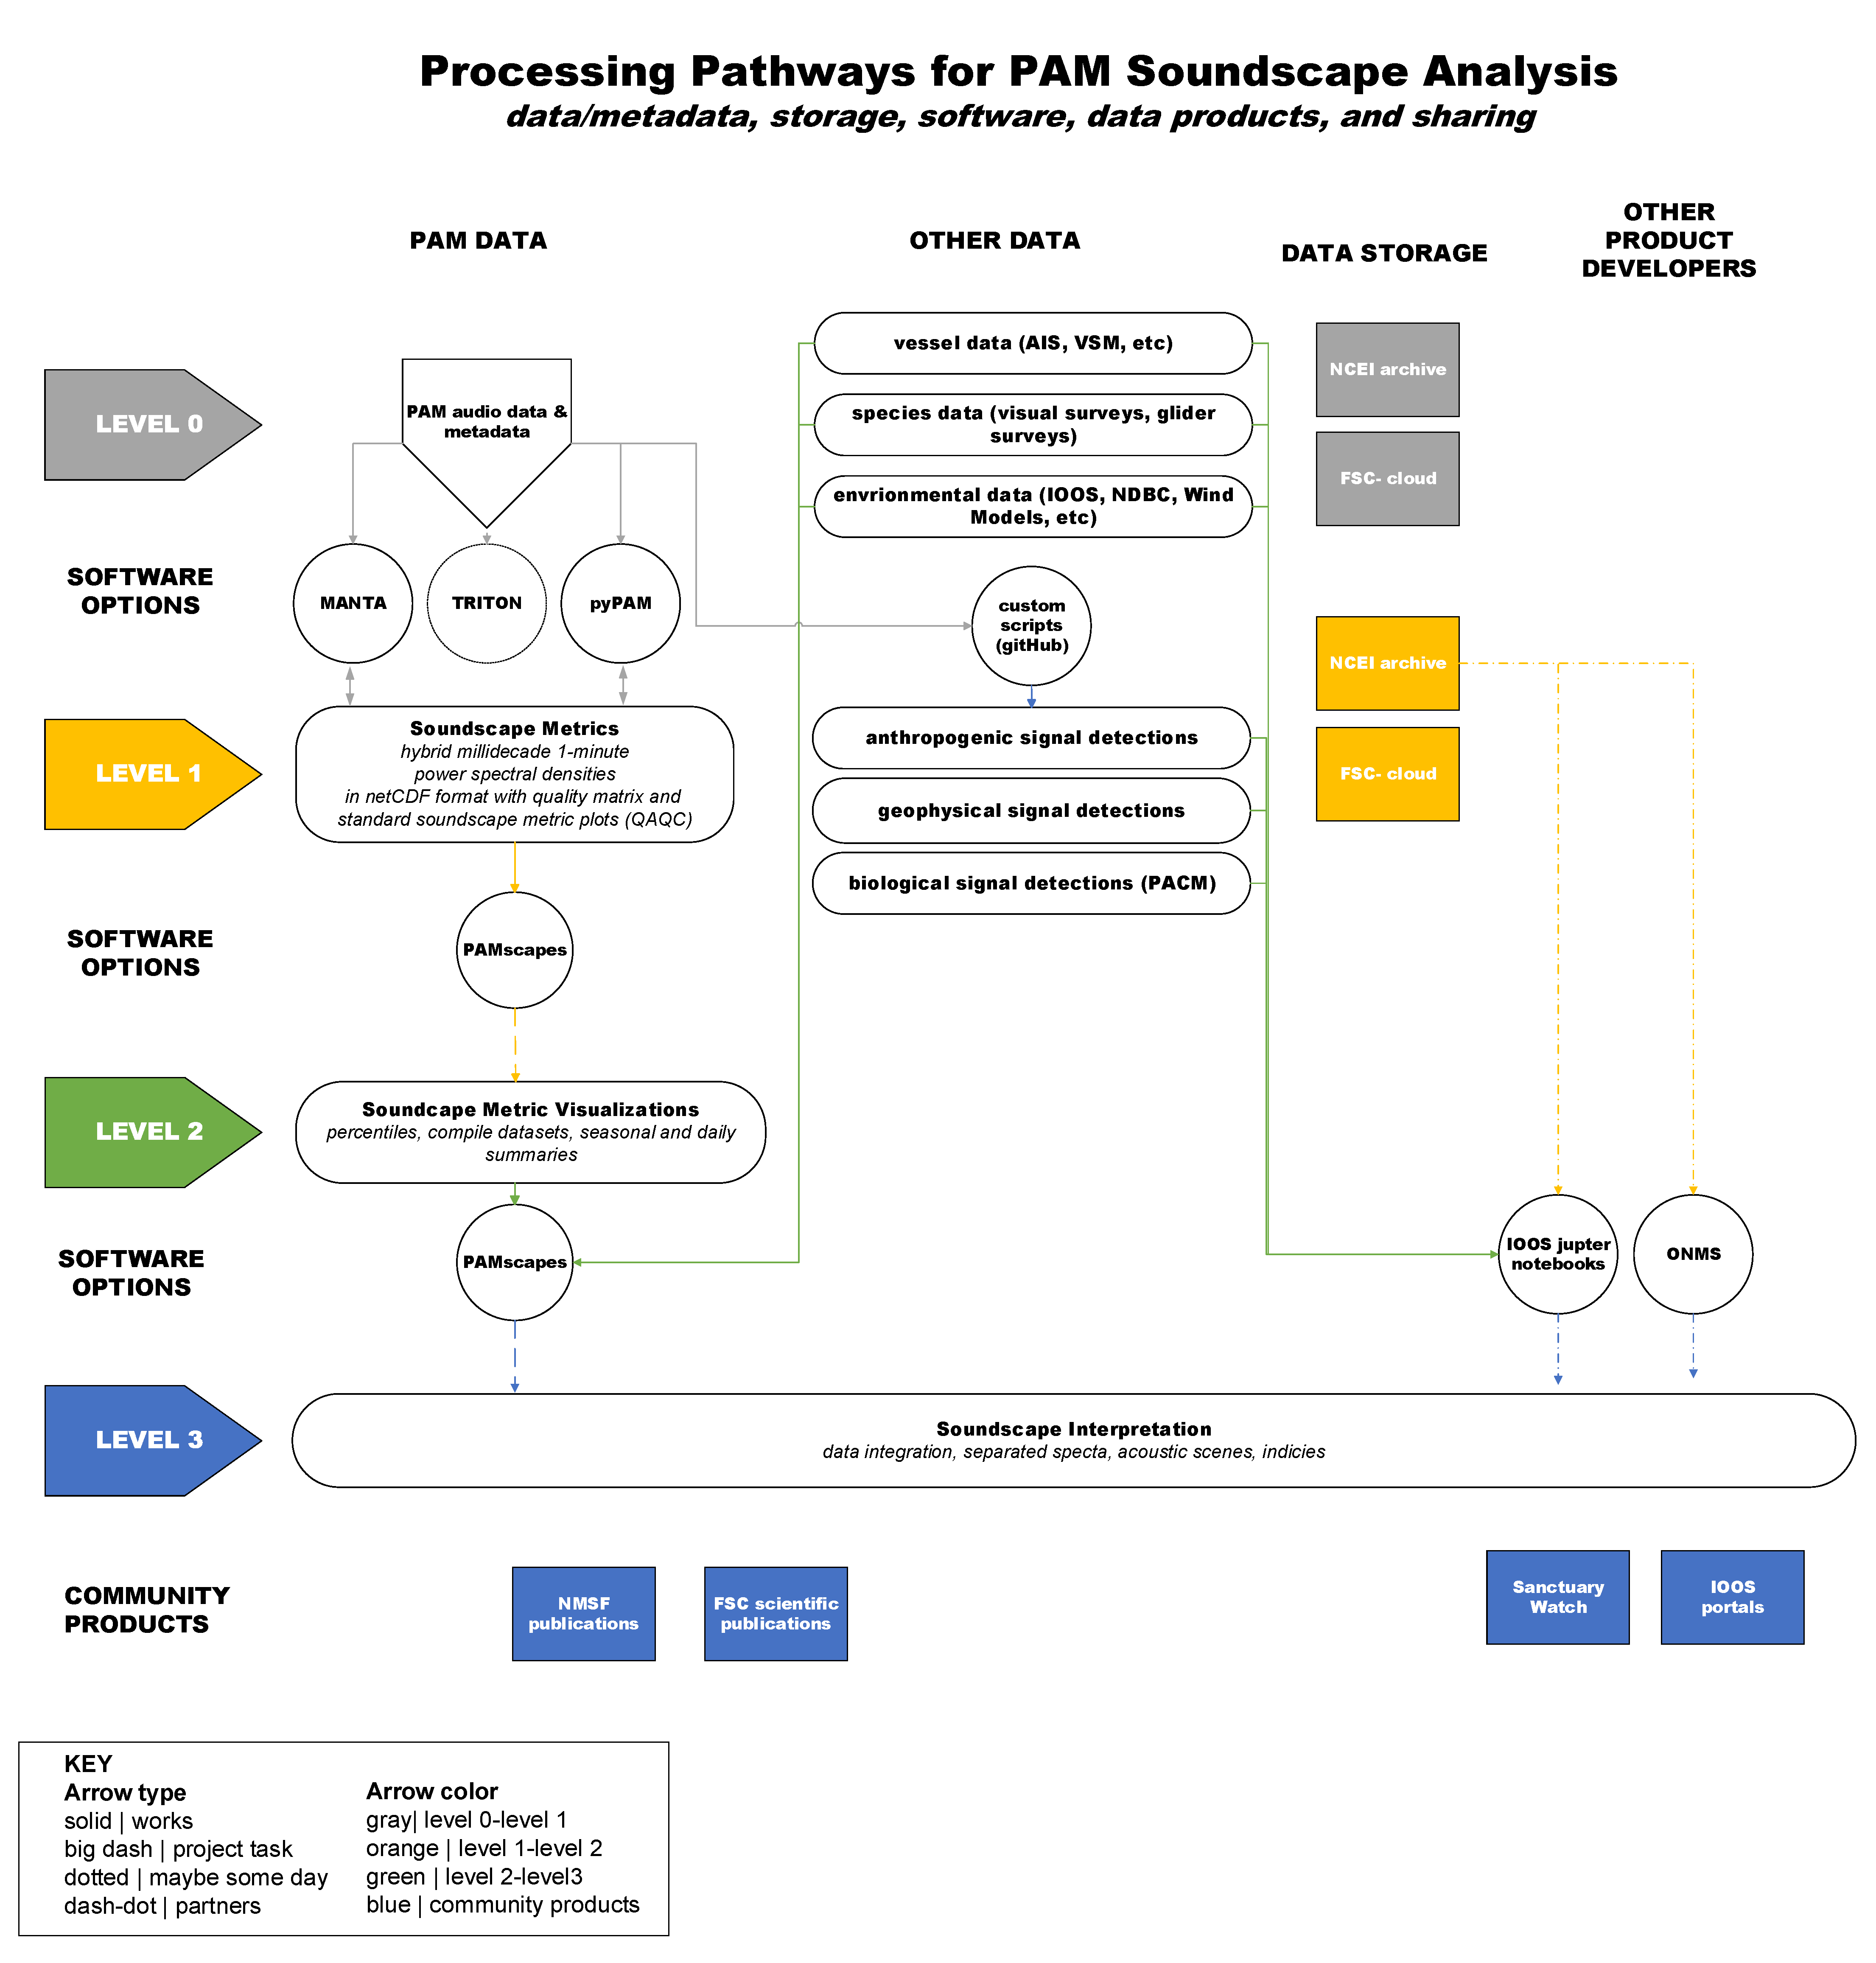 Processing Pathways for PAM Soundscape Analysis
data/metadata, storage, software, data products, and sharing
PAM DATA
OTHER DATA
DATA STORAGE
OTHER
PRODUCT
DEVELOPERS
LEVEL 0
PAM audio data &
metadata
vessel data (AIS, VSM, etc)
species data (visual surveys, glider
surveys)
envrionmental data (IOOS, NDBC, Wind
Models, etc)
NCEI archive
FSC- cloud
SOFTWARE
OPTIONS
MANTA
TRITON
pyPAM
custom
scripts
(gitHub)
NCEI archive
FSC- cloud
LEVEL 1
Soundscape Metrics
hybrid millidecade 1-minute
power spectral densities
in netCDF format with quality matrix and
standard soundscape metric plots (QAQC)
anthropogenic signal detections
geophysical signal detections
biological signal detections (PACM)
SOFTWARE
OPTIONS
PAMscapes
LEVEL 2
Soundcape Metric Visualizations
percentiles, compile datasets, seasonal and daily
summaries
SOFTWARE
OPTIONS
PAMscapes
IOOS jupter
notebooks
ONMS
LEVEL 3
Soundscape Interpretation
data integration, separated specta, acoustic scenes, indicies
COMMUNITY
PRODUCTS
NMSF
publications
FSC scientific
publications
Sanctuary
Watch
IOOS
portals
KEY
Arrow type
solid | works
big dash | project task
dotted | maybe some day
dash-dot | partners
Arrow color
gray| level 0-level 1
orange | level 1-level 2
green | level 2-level3
blue | community products